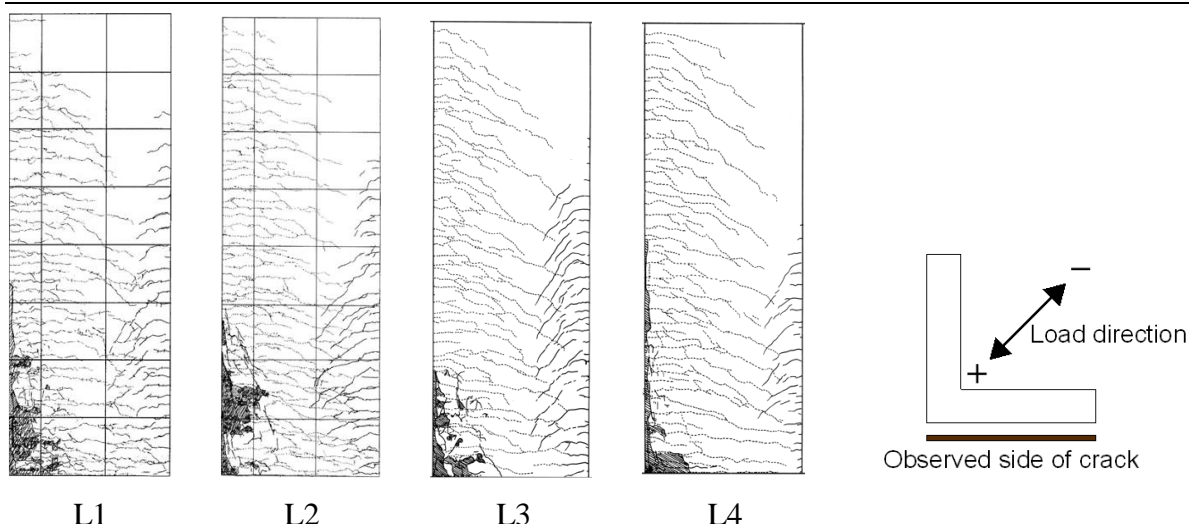 −
Load direction
+
Observed side of crack
L1 L2 L3 L4